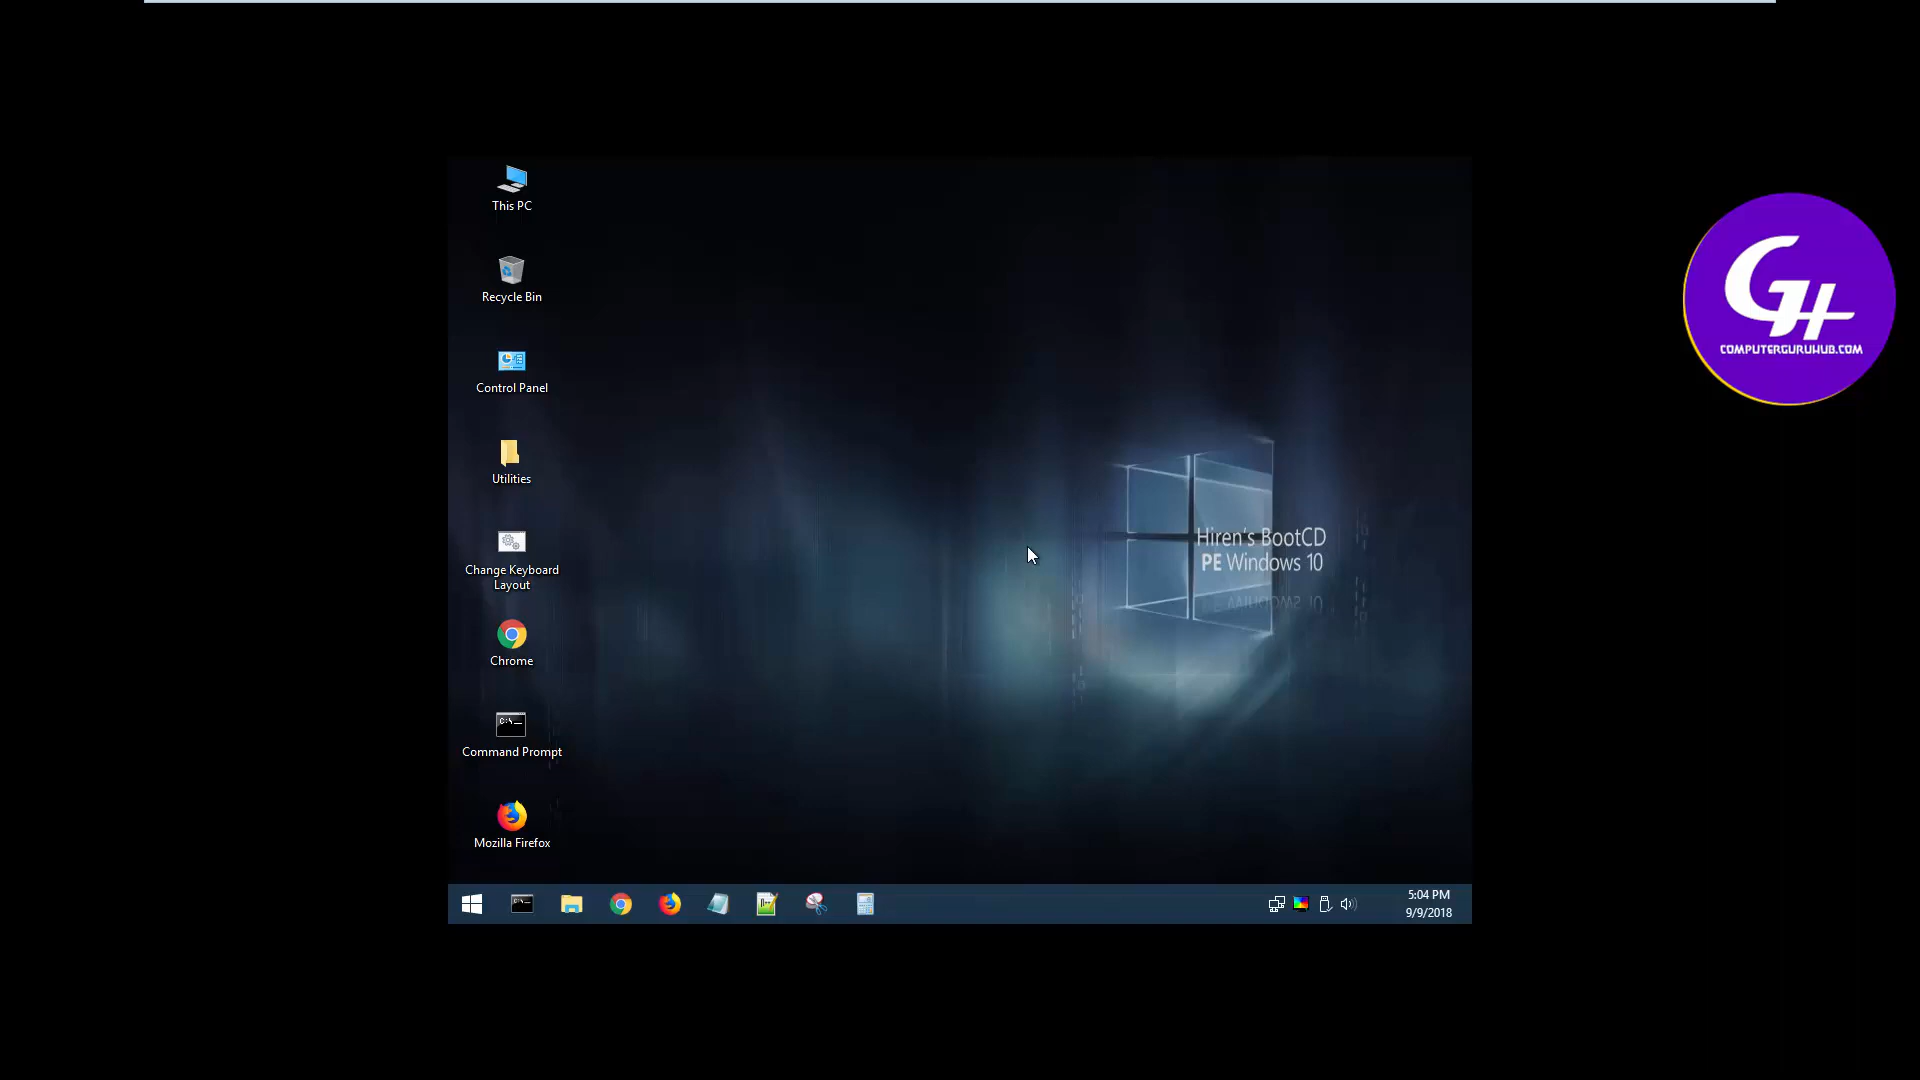 This PC
Recycle Bin
Control Panel
Utilities
Change Keyboard
Layout
Chrome
C:\
Command Prompt
Mozilla Firefox
Hiren's BootCD
PE Windows 10
GH
COMPUTERGURUHUB.COM
5:04 PM
9/9/2018